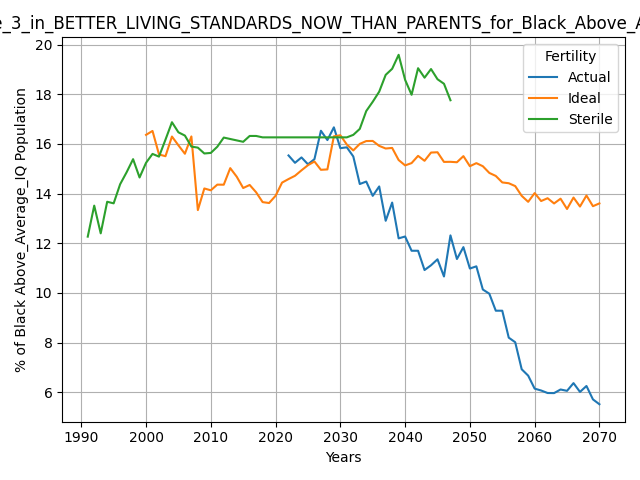 _3_in_BETTER_LIVING_STANDARDS_NOW_THAN_PARENTS_for_Black_Above_A
% of Black Above_Average_IQ Population
20
18
16
14
12
10
8
6
1990
2000
2010
2020
2030
2040
2050
2060
2070
Years
Fertility
Actual
Ideal
Sterile